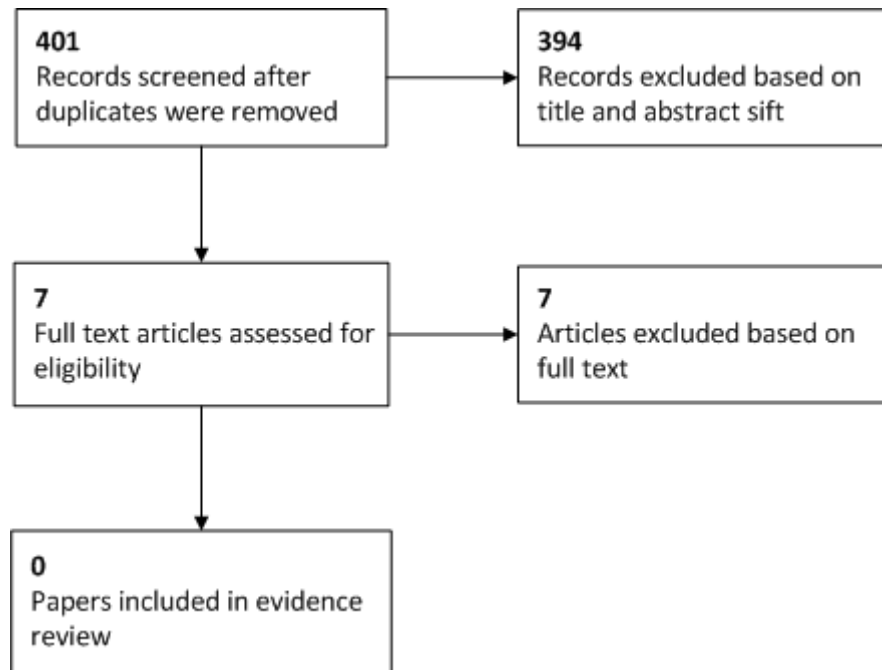 401
Records screened after
duplicates were removed
394
Records excluded based on
title and abstract sift
7
Full text articles assessed for
eligibility
7
Articles excluded based on
full text
0
Papers included in evidence
review